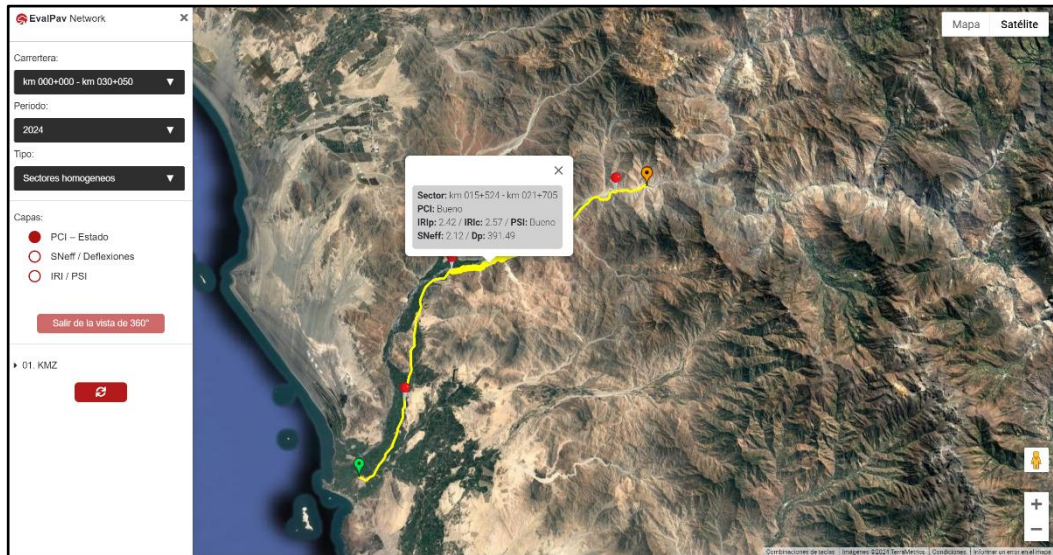 EvalPav Network
×
Mapa
Satélite
Carretera:
km 000+000 - km 030+050
Periodo:
2024
Tipo:
Sectores homogeneos
Capas:
PCI – Estado
SNeff / Deflexiones
IRI / PSI
Salir de la vista de 360°
01. KMZ
×
Sector: km 015+524 - km 021+705
PCI: Bueno
IRIp: 2.42 / IRIc: 2.57 / PSI: Bueno
SNeff: 2.12 / Dp: 391.49
+
−
Combinaciones de teclas
Imágenes ©2024 TerraMetrics
Condiciones
Informar un error en el mapa